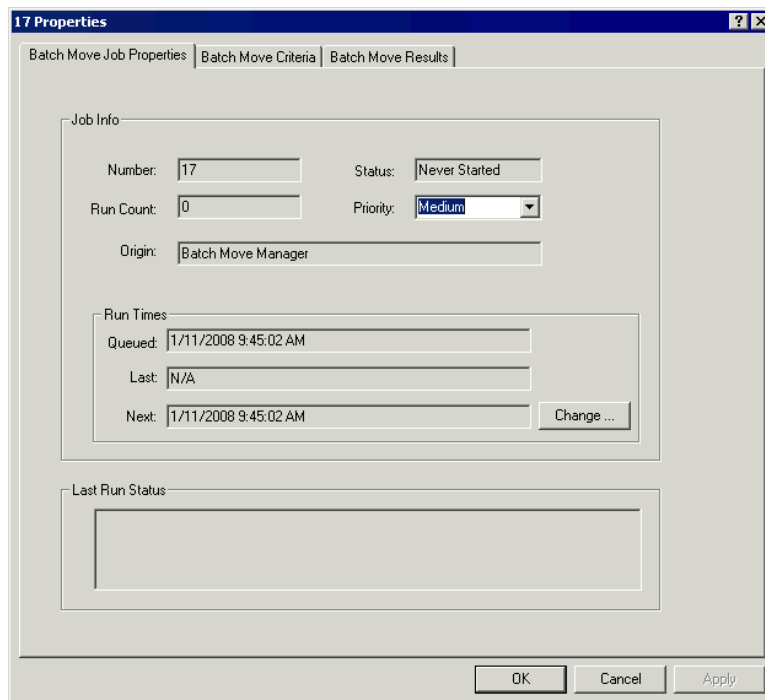 17 Properties
Batch Move Job Properties Batch Move Criteria Batch Move Results
Job Info
Number: 17 Status: Never Started
Run Count: 0 Priority: Medium
Origin: Batch Move Manager
Run Times
Queued: 1/11/2008 9:45:02 AM
Last: N/A
Next: 1/11/2008 9:45:02 AM Change ...
Last Run Status
OK Cancel Apply